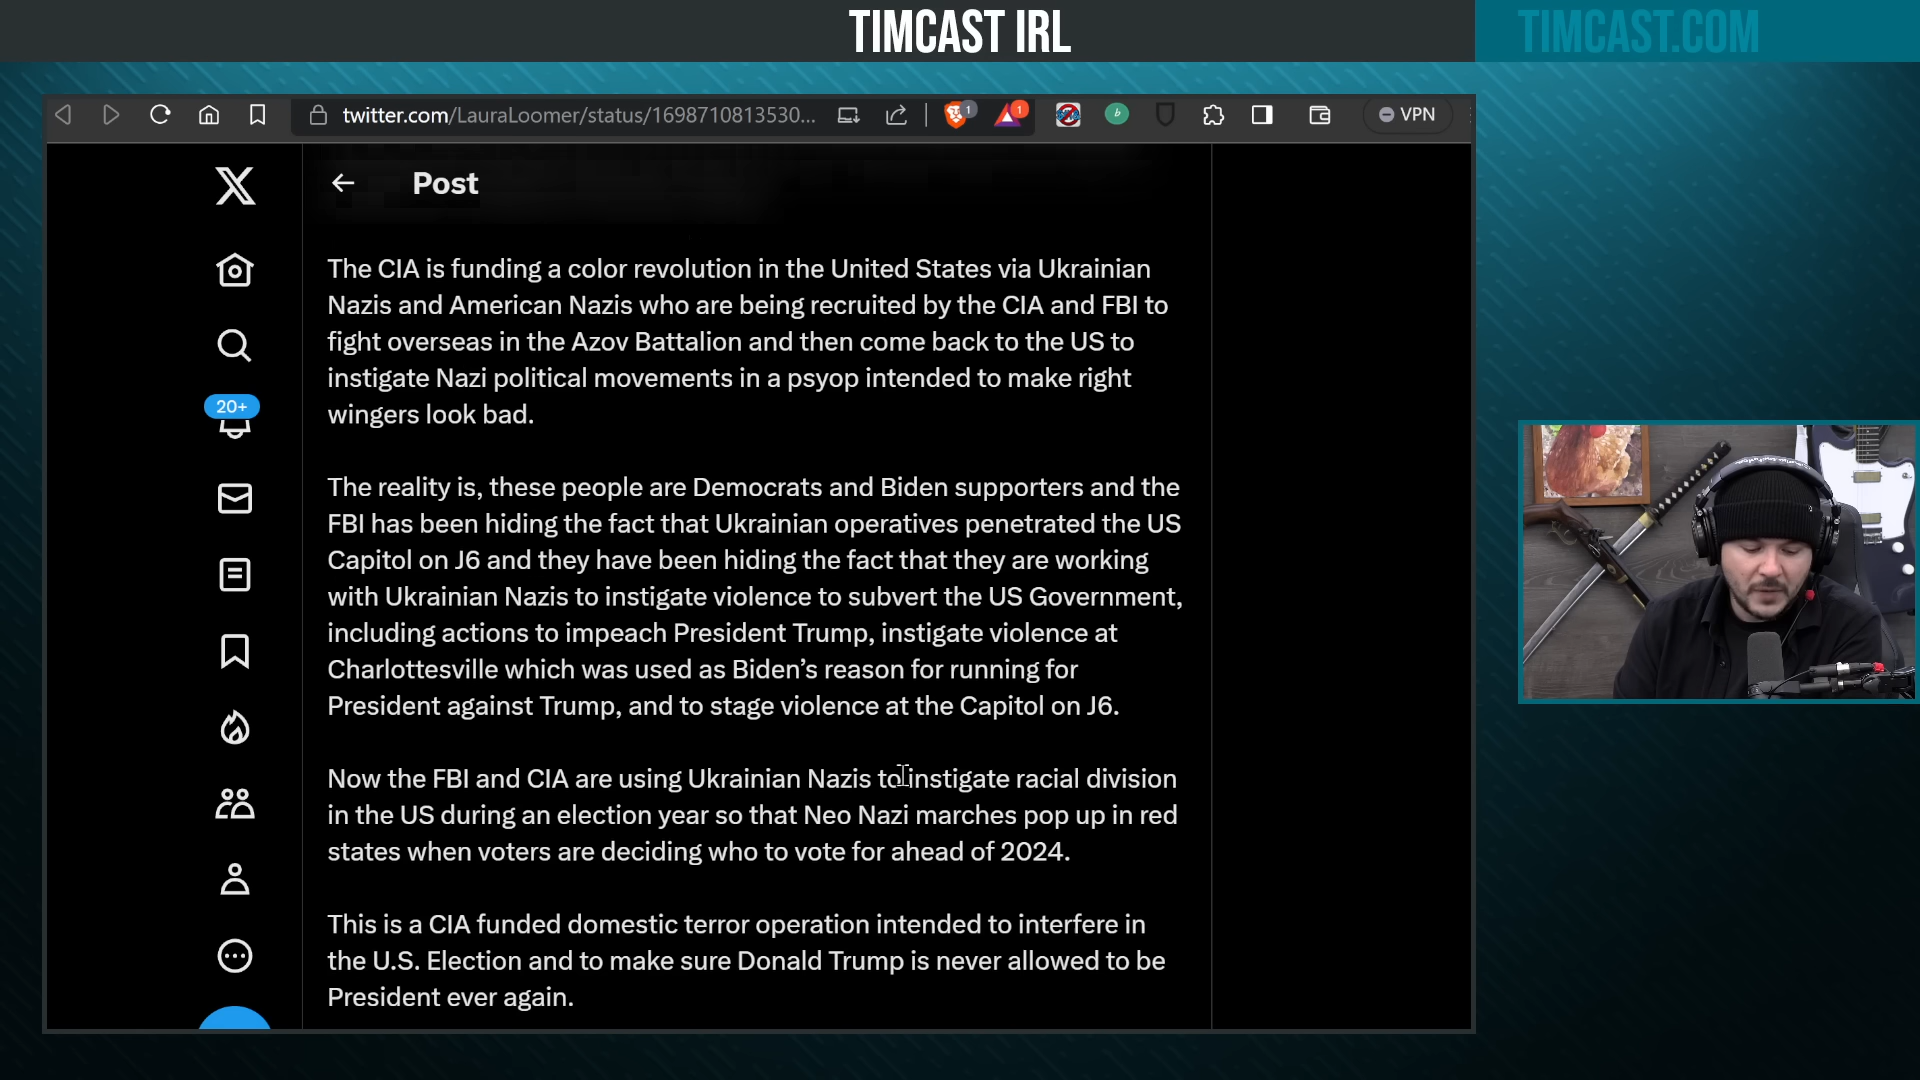 TIMCAST IRL
TIMCAST.COM
twitter.com/LauraLoomer/status/1698710813530...
1
1
b
VPN
Post
20+
The CIA is funding a color revolution in the United States via Ukrainian
Nazis and American Nazis who are being recruited by the CIA and FBI to
fight overseas in the Azov Battalion and then come back to the US to
instigate Nazi political movements in a psyop intended to make right
wingers look bad.
The reality is, these people are Democrats and Biden supporters and the
FBI has been hiding the fact that Ukrainian operatives penetrated the US
Capitol on J6 and they have been hiding the fact that they are working
with Ukrainian Nazis to instigate violence to subvert the US Government,
including actions to impeach President Trump, instigate violence at
Charlottesville which was used as Biden’s reason for running for
President against Trump, and to stage violence at the Capitol on J6.
Now the FBI and CIA are using Ukrainian Nazis to instigate racial division
in the US during an election year so that Neo Nazi marches pop up in red
states when voters are deciding who to vote for ahead of 2024.
This is a CIA funded domestic terror operation intended to interfere in
the U.S. Election and to make sure Donald Trump is never allowed to be
President ever again.